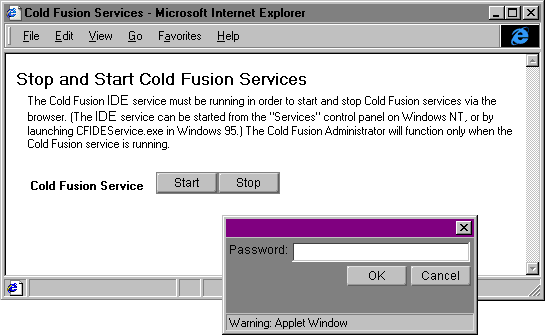 Cold Fusion Services - Microsoft Internet Explorer
File Edit View Go Favorites Help
Stop and Start Cold Fusion Services
The Cold Fusion IDE service must be running in order to start and stop Cold Fusion services via the
browser. (The IDE service can be started from the "Services" control panel on Windows NT, or by
launching CFIDEService.exe in Windows 95.) The Cold Fusion Administrator will function only when the
Cold Fusion service is running.
Cold Fusion Service Start Stop
Password:
OK Cancel
Warning: Applet Window